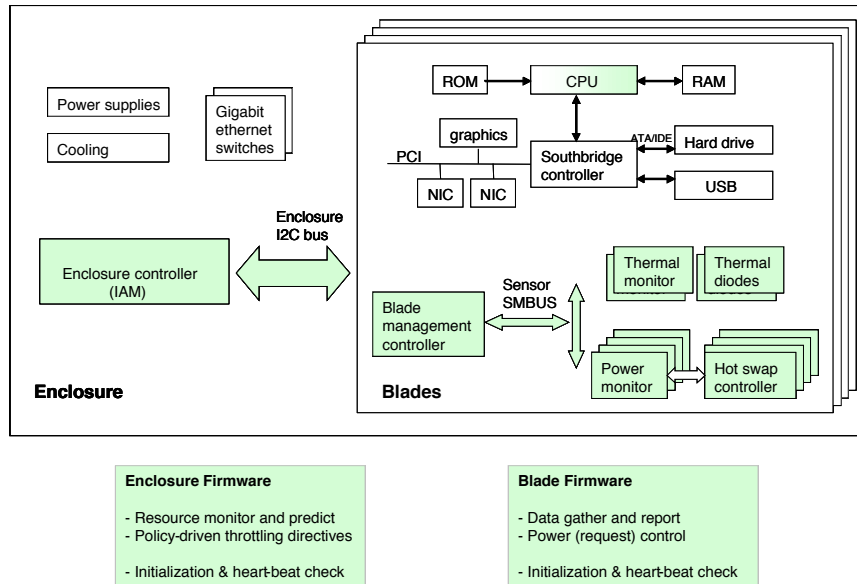 Power supplies
Cooling
Gigabit
ethernet
switches
Enclosure
I2C bus
Enclosure controller
(IAM)
Enclosure
ROM
CPU
RAM
graphics
PCI
NIC
NIC
Southbridge
controller
ATA/IDE
Hard drive
USB
Thermal
monitor
Thermal
diodes
Sensor
SMBUS
Blade
management
controller
Power
monitor
Hot swap
controller
Blades
Enclosure Firmware
- Resource monitor and predict
- Policy-driven throttling directives
- Initialization & heart-beat check
Blade Firmware
- Data gather and report
- Power (request) control
- Initialization & heart-beat check